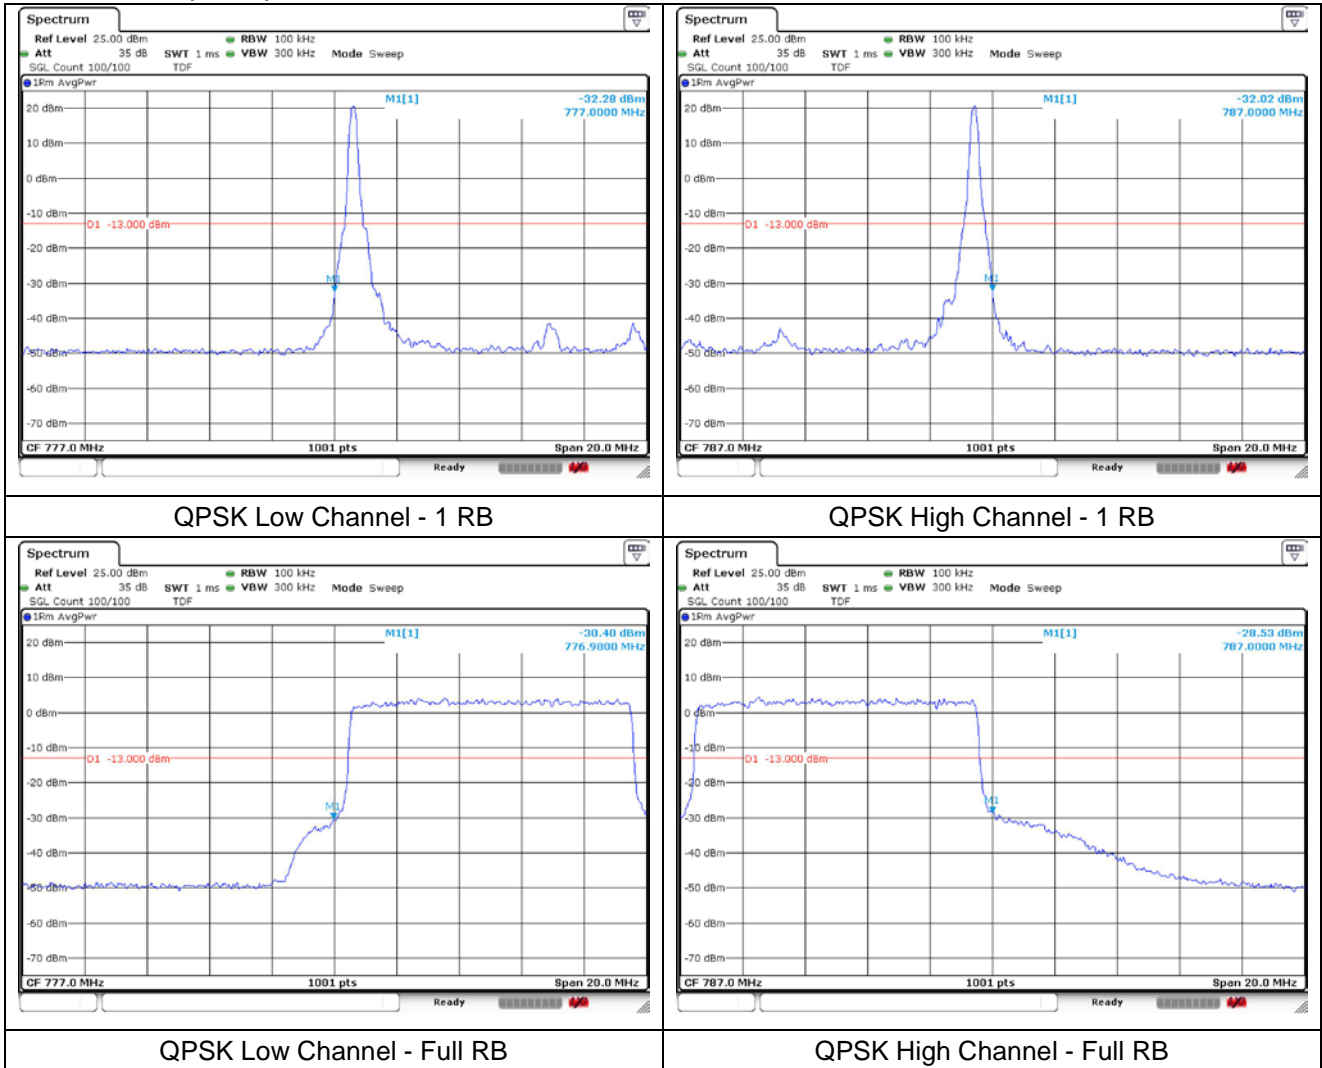 Spectrum
Ref Level 25.00 dBm RBW 100 kHz
Att 35 dB SWT 1 ms VBW 300 kHz Mode Sweep
SGL Count 100/100 TDF
1Rm AvgPwr
M1[1] -32.28 dBm
777.0000 MHz
20 dBm
10 dBm
0 dBm
-10 dBm
D1 -13.000 dBm
-20 dBm
M1
-30 dBm
-40 dBm
-50 dBm
-60 dBm
-70 dBm
CF 777.0 MHz 1001 pts Span 20.0 MHz
Ready
QPSK Low Channel - 1 RB
Spectrum
Ref Level 25.00 dBm RBW 100 kHz
Att 35 dB SWT 1 ms VBW 300 kHz Mode Sweep
SGL Count 100/100 TDF
1Rm AvgPwr
M1[1] -32.02 dBm
787.0000 MHz
20 dBm
10 dBm
0 dBm
-10 dBm
D1 -13.000 dBm
-20 dBm
M1
-30 dBm
-40 dBm
-50 dBm
-60 dBm
-70 dBm
CF 787.0 MHz 1001 pts Span 20.0 MHz
Ready
QPSK High Channel - 1 RB
Spectrum
Ref Level 25.00 dBm RBW 100 kHz
Att 35 dB SWT 1 ms VBW 300 kHz Mode Sweep
SGL Count 100/100 TDF
1Rm AvgPwr
M1[1] -30.40 dBm
776.9800 MHz
20 dBm
10 dBm
0 dBm
-10 dBm
D1 -13.000 dBm
-20 dBm
M1
-30 dBm
-40 dBm
-50 dBm
-60 dBm
-70 dBm
CF 777.0 MHz 1001 pts Span 20.0 MHz
Ready
QPSK Low Channel - Full RB
Spectrum
Ref Level 25.00 dBm RBW 100 kHz
Att 35 dB SWT 1 ms VBW 300 kHz Mode Sweep
SGL Count 100/100 TDF
1Rm AvgPwr
M1[1] -28.53 dBm
787.0000 MHz
20 dBm
10 dBm
0 dBm
-10 dBm
D1 -13.000 dBm
-20 dBm
M1
-30 dBm
-40 dBm
-50 dBm
-60 dBm
-70 dBm
CF 787.0 MHz 1001 pts Span 20.0 MHz
Ready
QPSK High Channel - Full RB